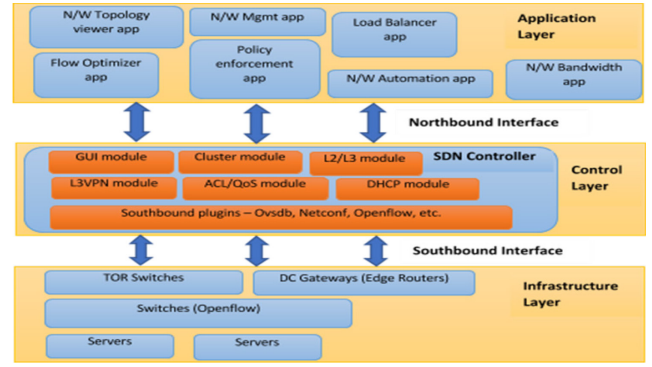 N/W Topology
viewer app
N/W Mgmt app
Load Balancer
app
Application
Layer
Flow Optimizer
app
Policy
enforcement
app
N/W Automation app
N/W Bandwidth
app
Northbound Interface
GUI module
Cluster module
L2/L3 module
SDN Controller
L3VPN module
ACL/QoS module
DHCP module
Control
Layer
Southbound plugins – Ovsdb, Netconf, Openflow, etc.
Southbound Interface
TOR Switches
DC Gateways (Edge Routers)
Infrastructure
Layer
Switches (Openflow)
Servers
Servers